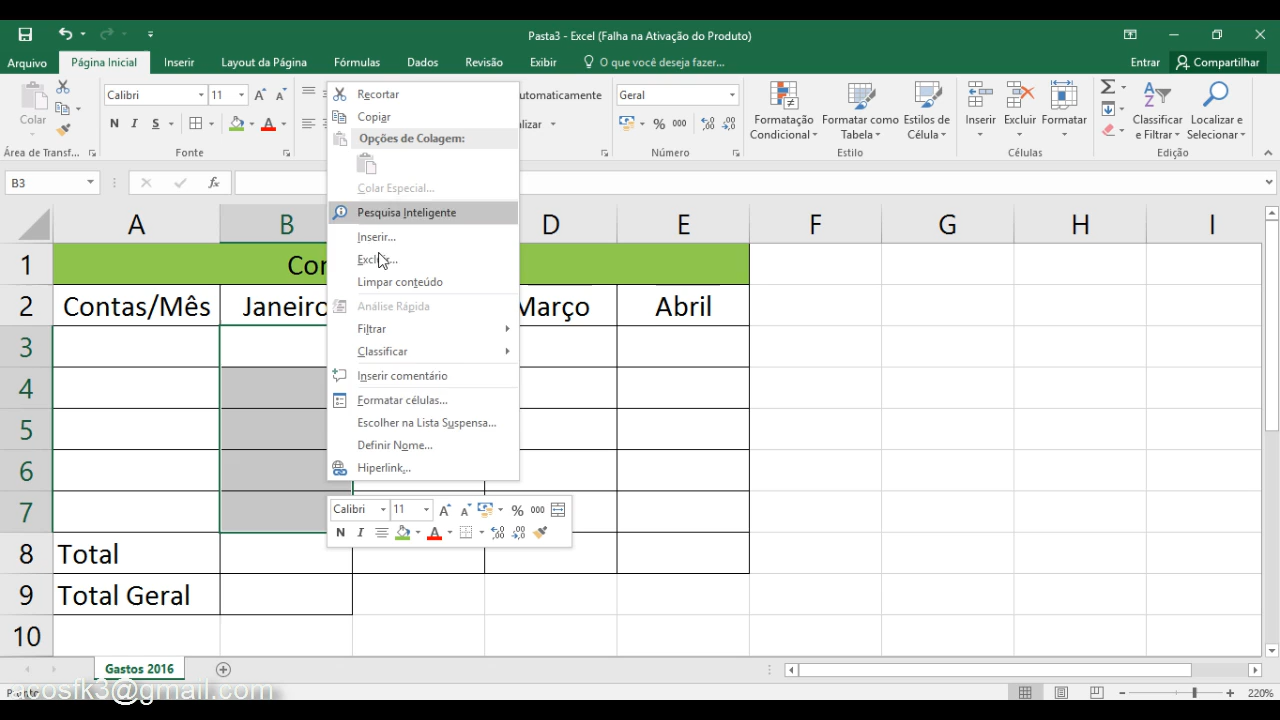 Pasta3 - Excel (Falha na Ativação do Produto)
Arquivo Página Inicial Inserir Layout da Página Fórmulas Dados Revisão Exibir O que você deseja fazer... Entrar Compartilhar
Colar
Calibri 11
N I S
Área de Transf... Fonte
utomaticamente
lizar
Geral
% 000
Número
Formatação Condicional
Formatar como Tabela
Estilos de Célula
Estilo
Inserir Excluir Formatar
Células
Classificar e Filtrar
Localizar e Selecionar
Edição
B3
fx
Recortar
Copiar
Opções de Colagem:
Colar Especial...
Pesquisa Inteligente
Inserir...
Limpar conteúdo
Análise Rápida
Filtrar
Classificar
Inserir comentário
Formatar células...
Escolher na Lista Suspensa...
Definir Nome...
Hiperlink...
Calibri 11 % 000
N I A
A B D E F G H I
1 Con
2 Contas/Mês Janeiro Março Abril
3
4
5
6
7
8 Total
9 Total Geral
10
Gastos 2016
220%